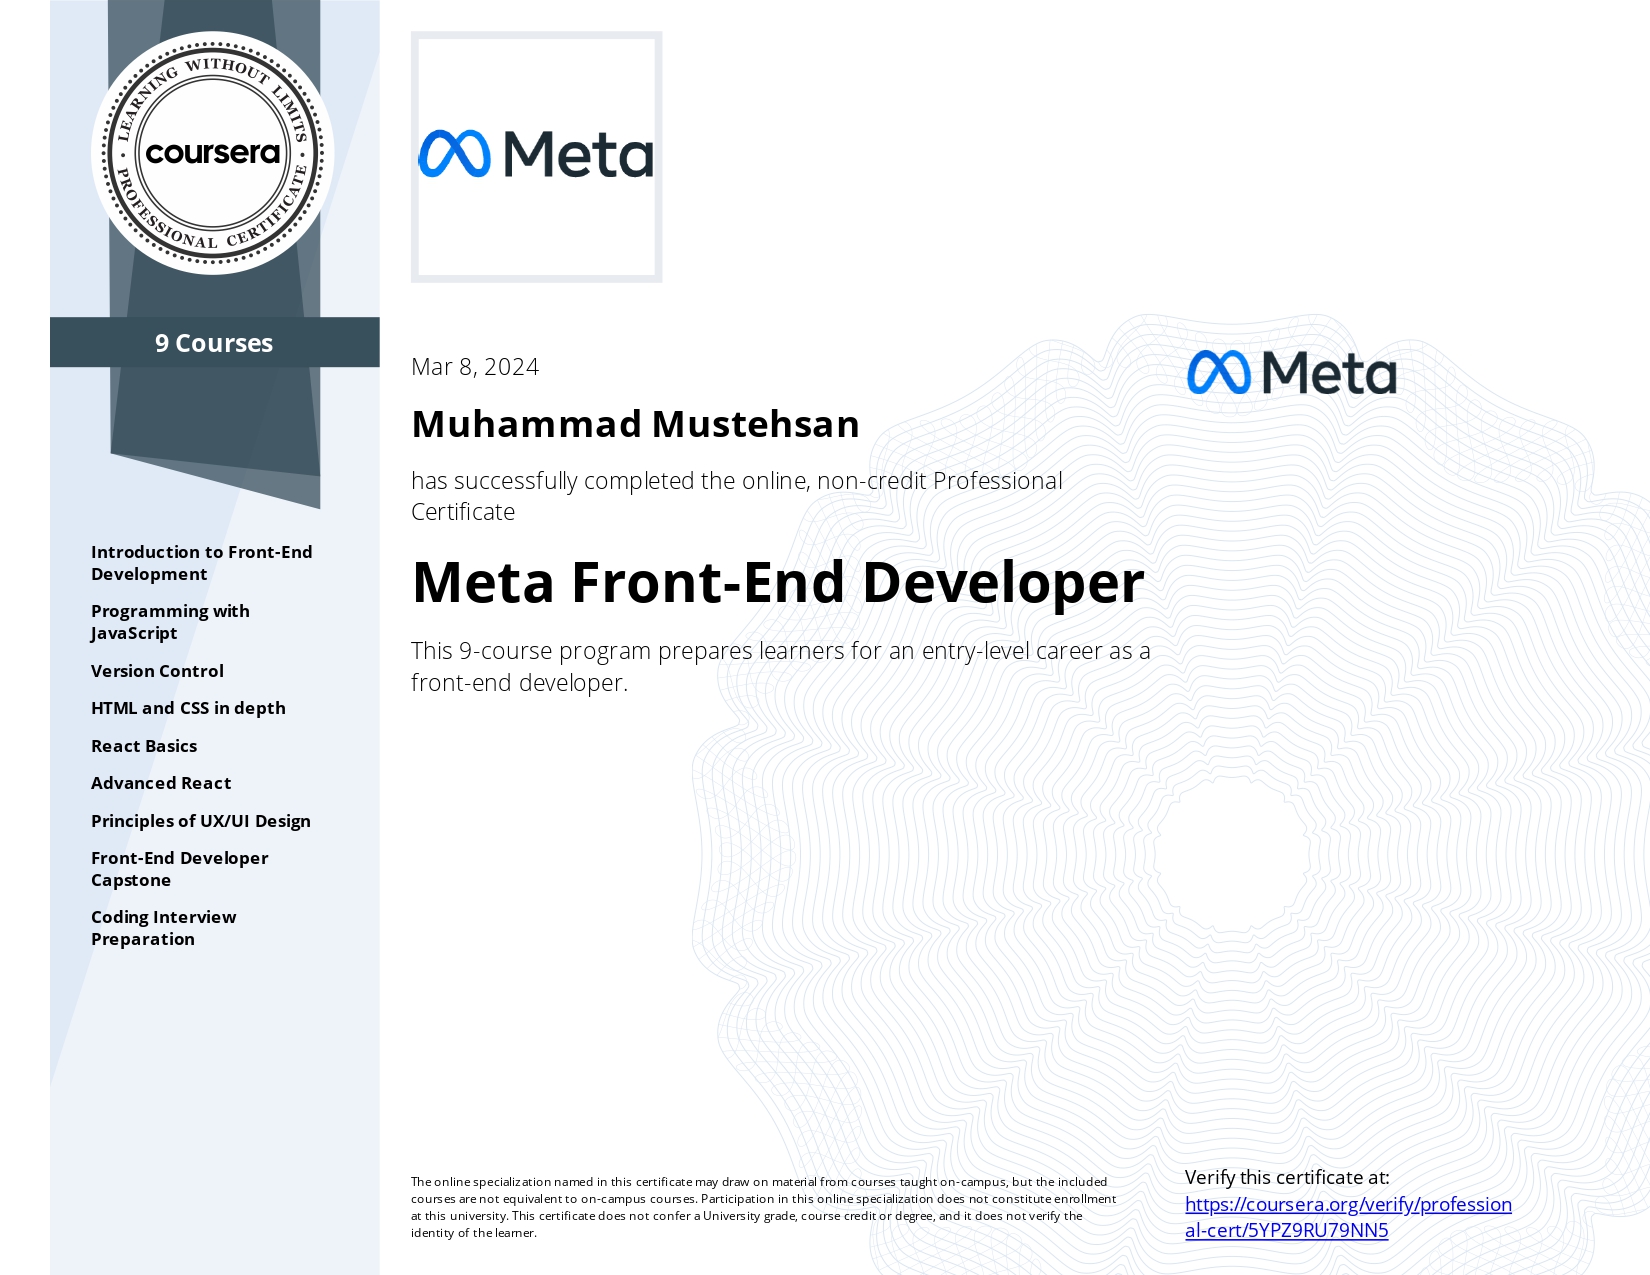 LEARNING WITHOUT LIMITS
coursera
PROFESSIONAL CERTIFICATE
9 Courses
Introduction to Front-End
Development
Programming with
JavaScript
Version Control
HTML and CSS in depth
React Basics
Advanced React
Principles of UX/UI Design
Front-End Developer
Capstone
Coding Interview
Preparation
Meta
Mar 8, 2024
Meta
Muhammad Mustehsan
has successfully completed the online, non-credit Professional
Certificate
Meta Front-End Developer
This 9-course program prepares learners for an entry-level career as a
front-end developer.
The online specialization named in this certificate may draw on material from courses taught on-campus, but the included
courses are not equivalent to on-campus courses. Participation in this online specialization does not constitute enrollment
at this university. This certificate does not confer a University grade, course credit or degree, and it does not verify the
identity of the learner.
Verify this certificate at:
https://coursera.org/verify/profession
al-cert/5YPZ9RU79NN5